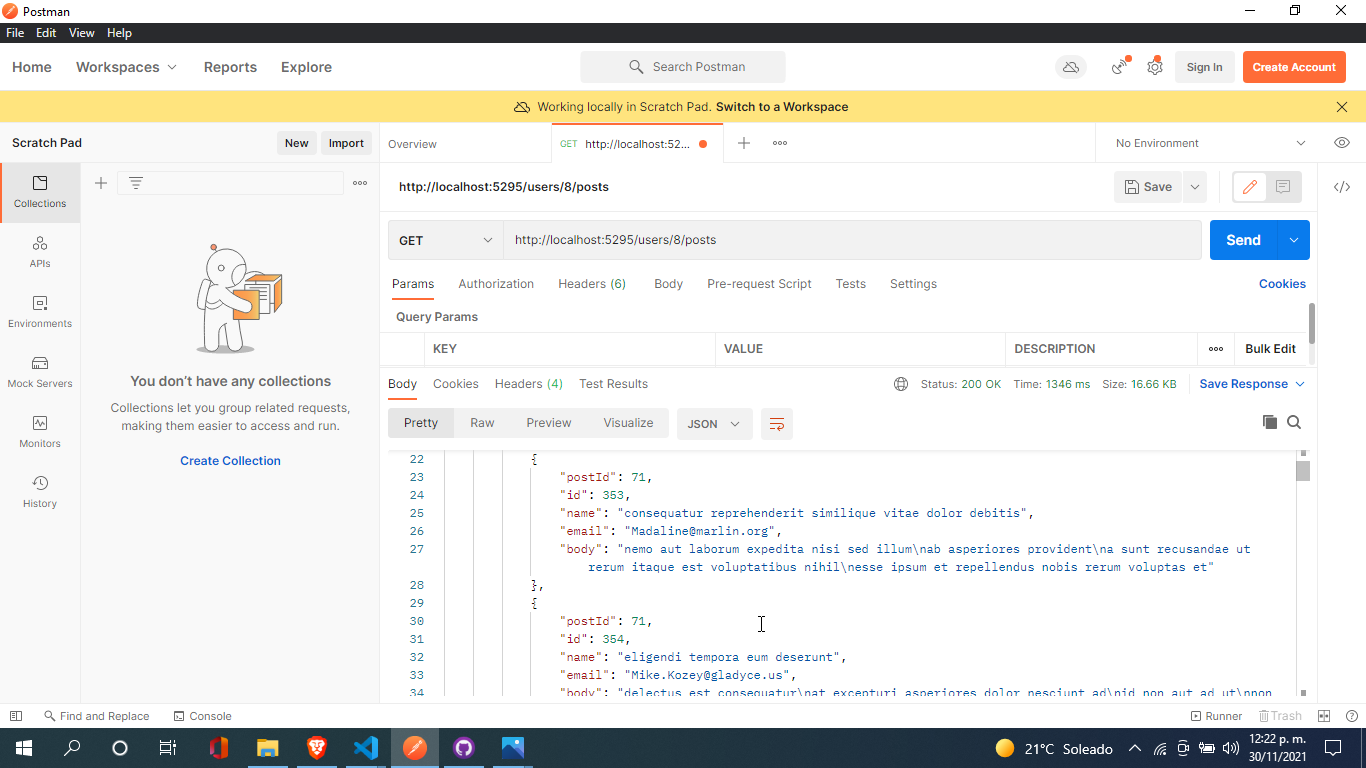 Postman
File Edit View Help
Home Workspaces Reports Explore Search Postman Sign In Create Account
Working locally in Scratch Pad. Switch to a Workspace
Scratch Pad New Import Overview GET http://localhost:52... No Environment
Collections
APIs
Environments
Mock Servers
Monitors
History
You don't have any collections
Collections let you group related requests,
making them easier to access and run.
Create Collection
http://localhost:5295/users/8/posts Save
GET http://localhost:5295/users/8/posts Send
Params Authorization Headers (6) Body Pre-request Script Tests Settings Cookies
Query Params
KEY VALUE DESCRIPTION Bulk Edit
Body Cookies Headers (4) Test Results Status: 200 OK Time: 1346 ms Size: 16.66 KB Save Response
Pretty Raw Preview Visualize JSON
22 {
23 "postId": 71,
24 "id": 353,
25 "name": "consequatur reprehenderit similique vitae dolor debitis",
26 "email": "Madaline@marlin.org",
27 "body": "nemo aut laborum expedita nisi sed illum\nab asperiores provident\na sunt recusandae ut
rerum itaque est voluptatibus nihil\nesse ipsum et repellendus nobis rerum voluptas et"
28 },
29 {
30 "postId": 71,
31 "id": 354,
32 "name": "eligendi tempora eum deserunt",
33 "email": "Mike.Kozey@gladyce.us",
34 "body": "delectus est consequatur\nat excepturi asperiores dolor nesciunt ad\nid non aut ad ut\nnon
Find and Replace Console Runner Trash
21°C Soleado 12:22 p. m.
30/11/2021